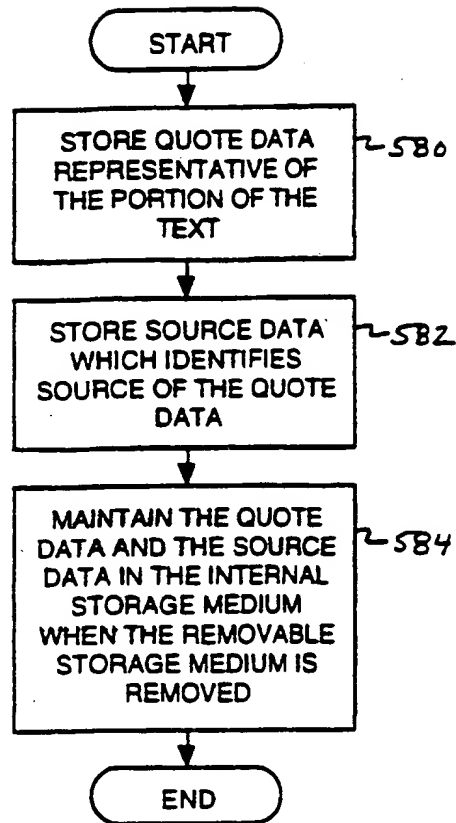 START
STORE QUOTE DATA
580
REPRESENTATIVE OF
THE PORTION OF THE
TEXT
STORE SOURCE DATA
582
WHICH IDENTIFIES
SOURCE OF THE QUOTE
DATA
MAINTAIN THE QUOTE
584
DATA AND THE SOURCE
DATA IN THE INTERNAL
STORAGE MEDIUM
WHEN THE REMOVABLE
STORAGE MEDIUM IS
REMOVED
END